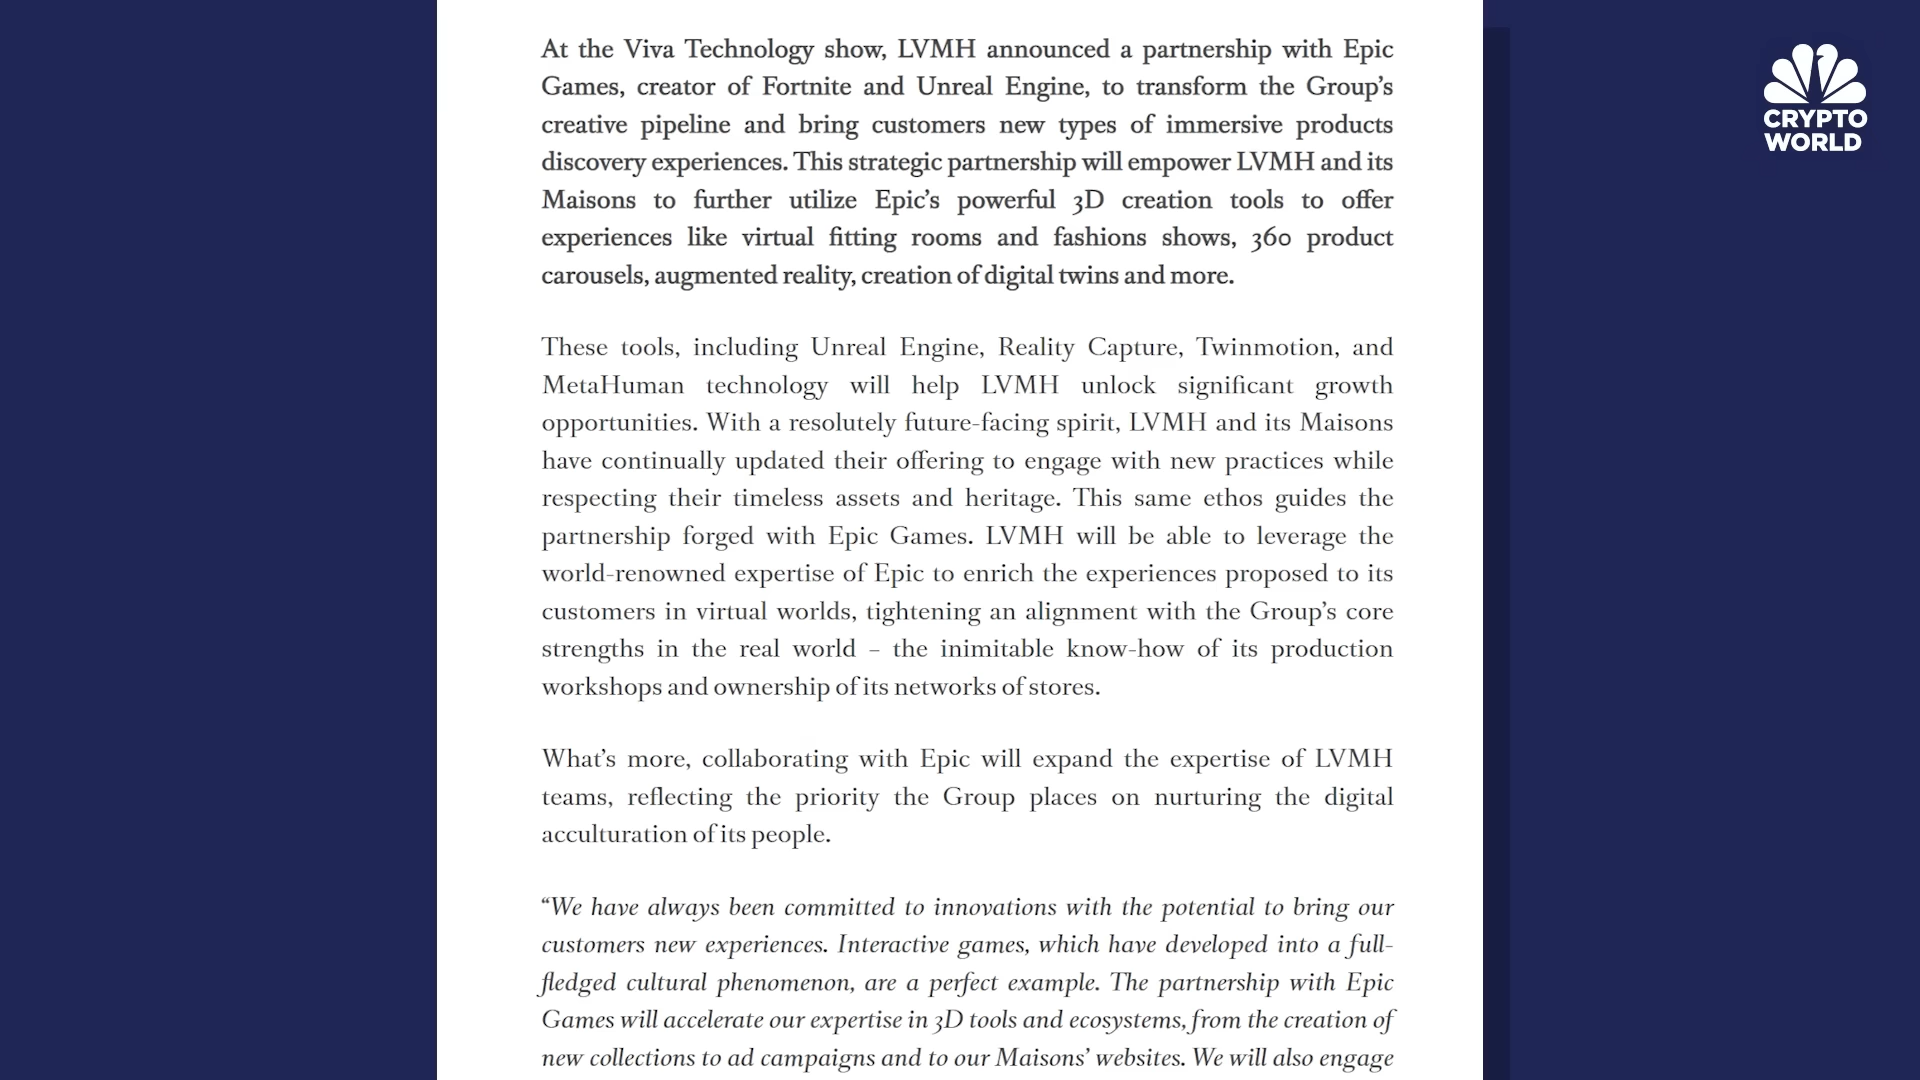 At the Viva Technology show, LVMH announced a partnership with Epic
Games, creator of Fortnite and Unreal Engine, to transform the Group’s
creative pipeline and bring customers new types of immersive products
discovery experiences. This strategic partnership will empower LVMH and its
Maisons to further utilize Epic’s powerful 3D creation tools to offer
experiences like virtual fitting rooms and fashions shows, 360 product
carousels, augmented reality, creation of digital twins and more.
These tools, including Unreal Engine, Reality Capture, Twinmotion, and
MetaHuman technology will help LVMH unlock significant growth
opportunities. With a resolutely future-facing spirit, LVMH and its Maisons
have continually updated their offering to engage with new practices while
respecting their timeless assets and heritage. This same ethos guides the
partnership forged with Epic Games. LVMH will be able to leverage the
world-renowned expertise of Epic to enrich the experiences proposed to its
customers in virtual worlds, tightening an alignment with the Group’s core
strengths in the real world – the inimitable know-how of its production
workshops and ownership of its networks of stores.
What’s more, collaborating with Epic will expand the expertise of LVMH
teams, reflecting the priority the Group places on nurturing the digital
acculturation of its people.
“We have always been committed to innovations with the potential to bring our
customers new experiences. Interactive games, which have developed into a full-
fledged cultural phenomenon, are a perfect example. The partnership with Epic
Games will accelerate our expertise in 3D tools and ecosystems, from the creation of
new collections to ad campaigns and to our Maisons’ websites. We will also engage
CRYPTO
WORLD